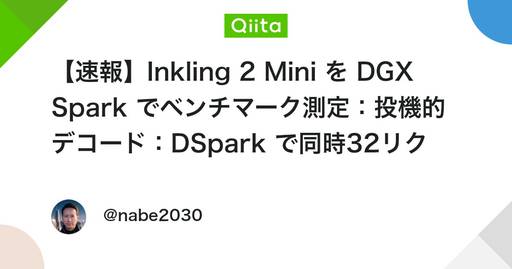 Qiita
【速報】Inkling 2 Mini を DGX
Spark でベンチマーク測定：投機的
デコード：DSpark で同時32リク
@nabe2030